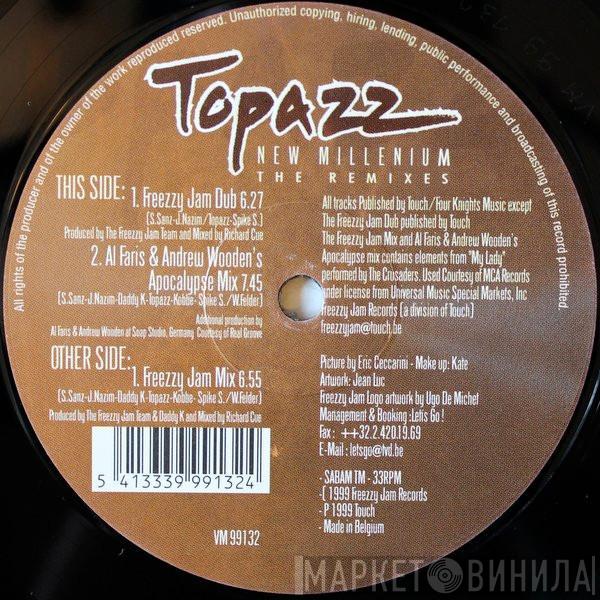 All rights of the producer and of the owner of the work reproduced reserved. Unauthorized copying, hiring, lending, public performance and broadcasting of this record prohibited.
Topazz
NEW MILLENIUM
THE REMIXES
THIS SIDE: 1. Freezzy Jam Dub 6.27
(S.Sanz-J.Nazim/Topazz-Spike S.)
Produced by The Freezzy Jam Team and Mixed by Richard Cue
2. Al Faris & Andrew Wooden's
Apocalypse Mix 7.45
(S.Sanz-J.Nazim-Daddy K-Topazz-Kobbe- Spike S./W.Felder)
Additional production by
Al Faris & Andrew Wooden at Soap Studio, Germany Courtesy of Real Groove
OTHER SIDE:
1. Freezzy Jam Mix 6.55
(S.Sanz-J.Nazim-Daddy K-Topazz-Kobbe- Spike S./W.Felder)
Produced by The Freezzy Jam Team & Daddy K and Mixed by Richard Cue
5 413339 991324
VM 99132
All tracks Published by Touch/Four Knights Music except
The Freezzy Jam Dub published by Touch
The Freezzy Jam Mix and Al Faris & Andrew Wooden's
Apocalypse mix contains elements from "My Lady"
performed by The Crusaders. Used Courtesy of MCA Records
under license from Universal Music Special Markets, Inc
Freezzy Jam Records (a division of Touch)
freezzyjam@touch.be
Picture by Eric Ceccarini - Make up: Kate
Artwork: Jean Luc
Freezzy Jam Logo artwork by Ugo De Michel
Management & Booking :Let's Go !
Fax : ++32.2.420.19.69
E-Mail : letsgo@tvd.be
- SABAM TM - 33RPM
-( 1999 Freezzy Jam Records
- P 1999 Touch
- Made in Belgium
МАРКЕТ ВИНИЛА